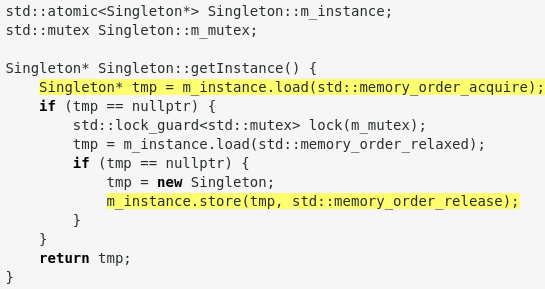 std::atomic<Singleton*> Singleton::m_instance;
std::mutex Singleton::m_mutex;

Singleton* Singleton::getInstance() {
    Singleton* tmp = m_instance.load(std::memory_order_acquire);
    if (tmp == nullptr) {
        std::lock_guard<std::mutex> lock(m_mutex);
        tmp = m_instance.load(std::memory_order_relaxed);
        if (tmp == nullptr) {
            tmp = new Singleton;
            m_instance.store(tmp, std::memory_order_release);
        }
    }
    return tmp;
}